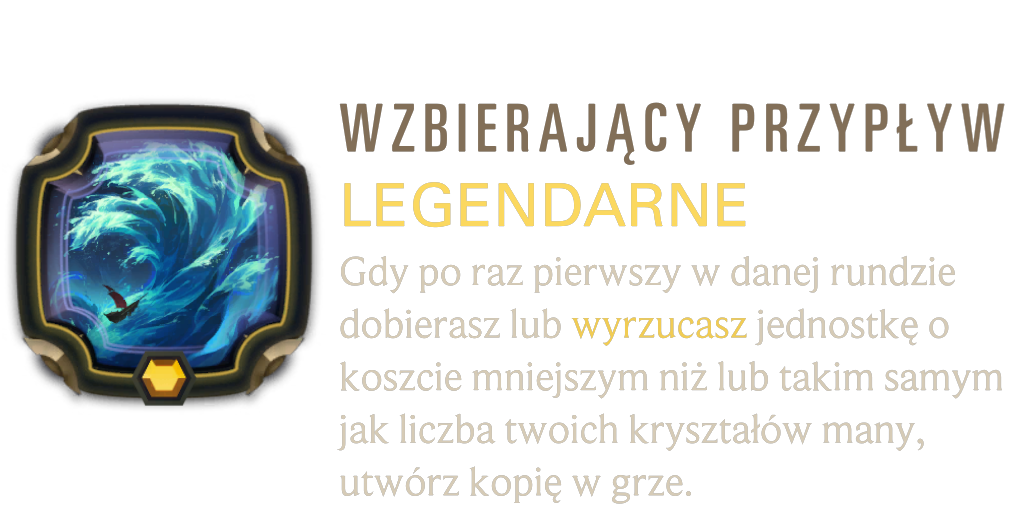 WZBIERAJĄCY PRZYPŁYW
LEGENDARNE
Gdy po raz pierwszy w danej rundzie
dobierasz lub wyrzucasz jednostkę o
koszcie mniejszym niż lub takim samym
jak liczba twoich kryształów many,
utwórz kopię w grze.